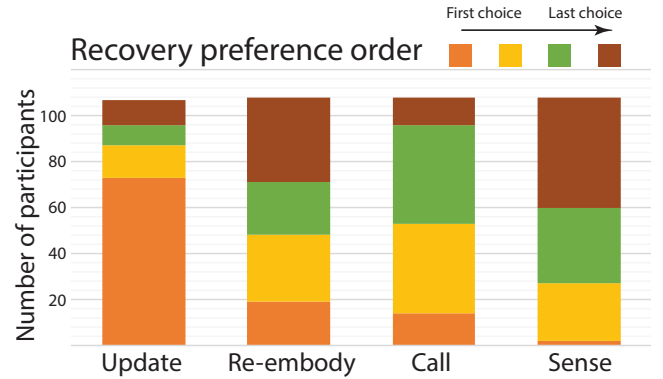 First choice Last choice
Recovery preference order
Number of participants
100
80
60
40
20
Update Re-embody Call Sense